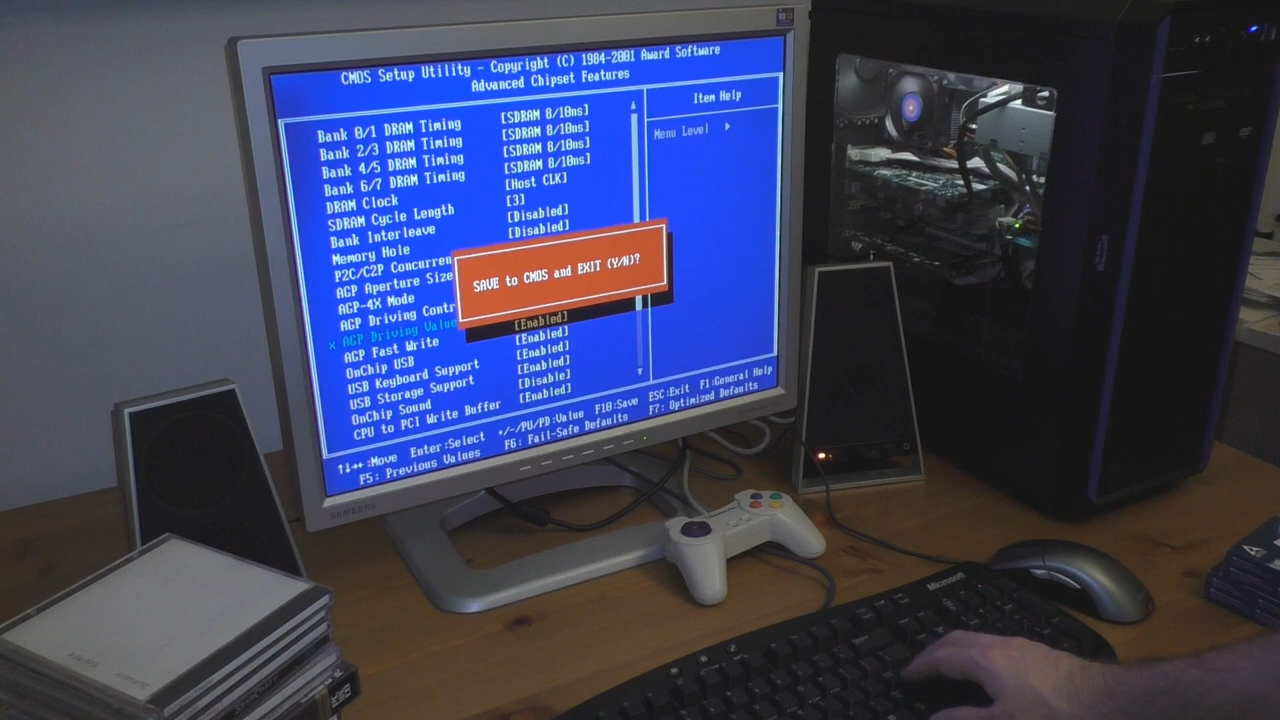 CMOS Setup Utility - Copyright (C) 1984-2001 Award Software
Advanced Chipset Features
Bank 0/1 DRAM Timing [SDRAM 8/10ns]
Bank 2/3 DRAM Timing [SDRAM 8/10ns]
Bank 4/5 DRAM Timing [SDRAM 8/10ns]
Bank 6/7 DRAM Timing [SDRAM 8/10ns]
DRAM Clock [Host CLK]
SDRAM Cycle Length [3]
Bank Interleave [Disabled]
Memory Hole [Disabled]
P2C/C2P Concurren
AGP Aperture Size
AGP-4X Mode
AGP Driving Contr
x AGP Driving Value
AGP Fast Write [Enabled]
OnChip USB [Enabled]
USB Keyboard Support [Enabled]
USB Storage Support [Enabled]
OnChip Sound [Disable]
CPU to PCI Write Buffer [Enabled]
Item Help
Menu Level
SAVE to CMOS and EXIT (Y/N)?
↑↓→←:Move Enter:Select +/-/PU/PD:Value F10:Save ESC:Exit F1:General Help
F5: Previous Values F6: Fail-Safe Defaults F7: Optimized Defaults
SAMSUNG
Microsoft